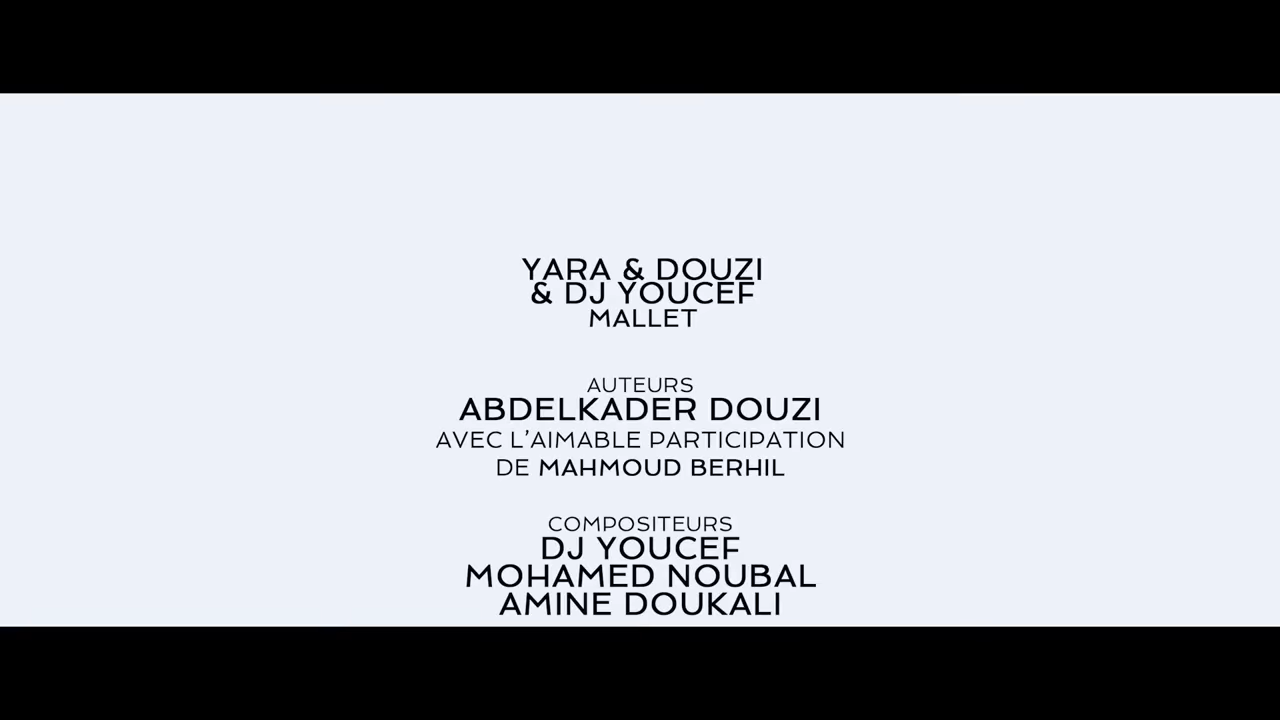 YARA & DOUZI
& DJ YOUCEF
MALLET
AUTEURS
ABDELKADER DOUZI
AVEC L’AIMABLE PARTICIPATION
DE MAHMOUD BERHIL
COMPOSITEURS
DJ YOUCEF
MOHAMED NOUBAL
AMINE DOUKALI